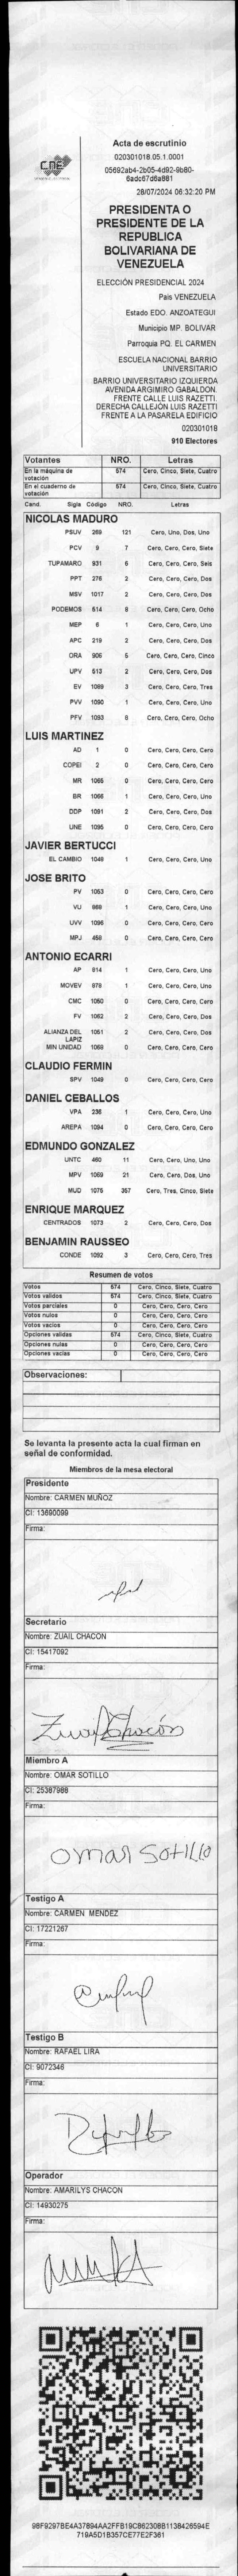 CNE
Acta de escrutinio
020301018.05.1.0001
05692ab4-2b05-4d92-9b80-
6adc67d6a881
28/07/2024 06:32:20 PM
PRESIDENTA O
PRESIDENTE DE LA
REPUBLICA
BOLIVARIANA DE
VENEZUELA
ELECCIÓN PRESIDENCIAL 2024
Pais VENEZUELA
Estado EDO. ANZOATEGUI
Municipio MP. BOLIVAR
Parroquia PQ. EL CARMEN
ESCUELA NACIONAL BARRIO
UNIVERSITARIO
BARRIO UNIVERSITARIO IZQUIERDA
AVENIDA ARGIMIRO GABALDON.
FRENTE CALLE LUIS RAZETTI.
DERECHA CALLEJÓN LUIS RAZETTI
FRENTE A LA PASARELA EDIFICIO
020301018
910 Electores
Votantes NRO. Letras
En la máquina de votación 574 Cero, Cinco, Siete, Cuatro
En el cuaderno de votación 574 Cero, Cinco, Siete, Cuatro
Cand. Sigla Código NRO. Letras
NICOLAS MADURO
PSUV 269 121 Cero, Uno, Dos, Uno
PCV 9 7 Cero, Cero, Cero, Siete
TUPAMARO 931 6 Cero, Cero, Cero, Seis
PPT 276 2 Cero, Cero, Cero, Dos
MSV 1017 2 Cero, Cero, Cero, Dos
PODEMOS 514 8 Cero, Cero, Cero, Ocho
MEP 6 1 Cero, Cero, Cero, Uno
APC 219 2 Cero, Cero, Cero, Dos
ORA 906 5 Cero, Cero, Cero, Cinco
UPV 513 2 Cero, Cero, Cero, Dos
EV 1089 3 Cero, Cero, Cero, Tres
PVV 1090 1 Cero, Cero, Cero, Uno
PFV 1093 8 Cero, Cero, Cero, Ocho
LUIS MARTINEZ
AD 1 0 Cero, Cero, Cero, Cero
COPEI 2 0 Cero, Cero, Cero, Cero
MR 1065 0 Cero, Cero, Cero, Cero
BR 1066 1 Cero, Cero, Cero, Uno
DDP 1091 2 Cero, Cero, Cero, Dos
UNE 1095 0 Cero, Cero, Cero, Cero
JAVIER BERTUCCI
EL CAMBIO 1048 1 Cero, Cero, Cero, Uno
JOSE BRITO
PV 1053 0 Cero, Cero, Cero, Cero
VU 989 1 Cero, Cero, Cero, Uno
UVV 1096 0 Cero, Cero, Cero, Cero
MPJ 458 0 Cero, Cero, Cero, Cero
ANTONIO ECARRI
AP 914 1 Cero, Cero, Cero, Uno
MOVEV 978 1 Cero, Cero, Cero, Uno
CMC 1060 0 Cero, Cero, Cero, Cero
FV 1062 2 Cero, Cero, Cero, Dos
ALIANZA DEL LAPIZ 1051 2 Cero, Cero, Cero, Dos
MIN UNIDAD 1068 0 Cero, Cero, Cero, Cero
CLAUDIO FERMIN
SPV 1049 0 Cero, Cero, Cero, Cero
DANIEL CEBALLOS
VPA 236 1 Cero, Cero, Cero, Uno
AREPA 1094 0 Cero, Cero, Cero, Cero
EDMUNDO GONZALEZ
UNTC 460 11 Cero, Cero, Uno, Uno
MPV 1069 21 Cero, Cero, Dos, Uno
MUD 1075 357 Cero, Tres, Cinco, Siete
ENRIQUE MARQUEZ
CENTRADOS 1073 2 Cero, Cero, Cero, Dos
BENJAMIN RAUSSEO
CONDE 1092 3 Cero, Cero, Cero, Tres
Resumen de votos
Votos 574 Cero, Cinco, Siete, Cuatro
Votos validos 574 Cero, Cinco, Siete, Cuatro
Votos parciales 0 Cero, Cero, Cero, Cero
Votos nulos 0 Cero, Cero, Cero, Cero
Votos vacios 0 Cero, Cero, Cero, Cero
Opciones validas 574 Cero, Cinco, Siete, Cuatro
Opciones nulas 0 Cero, Cero, Cero, Cero
Opciones vacias 0 Cero, Cero, Cero, Cero
Observaciones:
Se levanta la presente acta la cual firman en
señal de conformidad.
Miembros de la mesa electoral
Presidente
Nombre: CARMEN MUÑOZ
CI: 13690099
Firma:
Secretario
Nombre: ZUAIL CHACON
CI: 15417092
Firma:
Zuail Chacón
Miembro A
Nombre: OMAR SOTILLO
CI: 25387988
Firma:
omar Sotillo
Testigo A
Nombre: CARMEN MENDEZ
CI: 17221267
Firma:
Testigo B
Nombre: RAFAEL LIRA
CI: 9072346
Firma:
Operador
Nombre: AMARILYS CHACON
CI: 14930275
Firma:
98F9297BE4A37894AA2FFB19C862308B1138426594E
719A5D1B357CE77E2F361